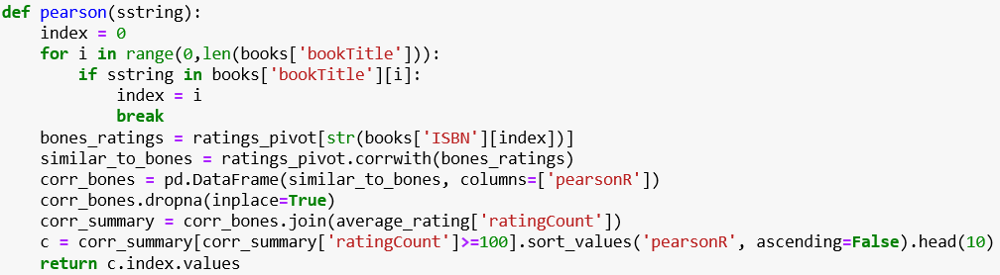 def pearson(sstring):
    index = 0
    for i in range(0,len(books['bookTitle'])):
        if sstring in books['bookTitle'][i]:
            index = i
            break
    bones_ratings = ratings_pivot[str(books['ISBN'][index])]
    similar_to_bones = ratings_pivot.corrwith(bones_ratings)
    corr_bones = pd.DataFrame(similar_to_bones, columns=['pearsonR'])
    corr_bones.dropna(inplace=True)
    corr_summary = corr_bones.join(average_rating['ratingCount'])
    c = corr_summary[corr_summary['ratingCount']>=100].sort_values('pearsonR', ascending=False).head(10)
    return c.index.values